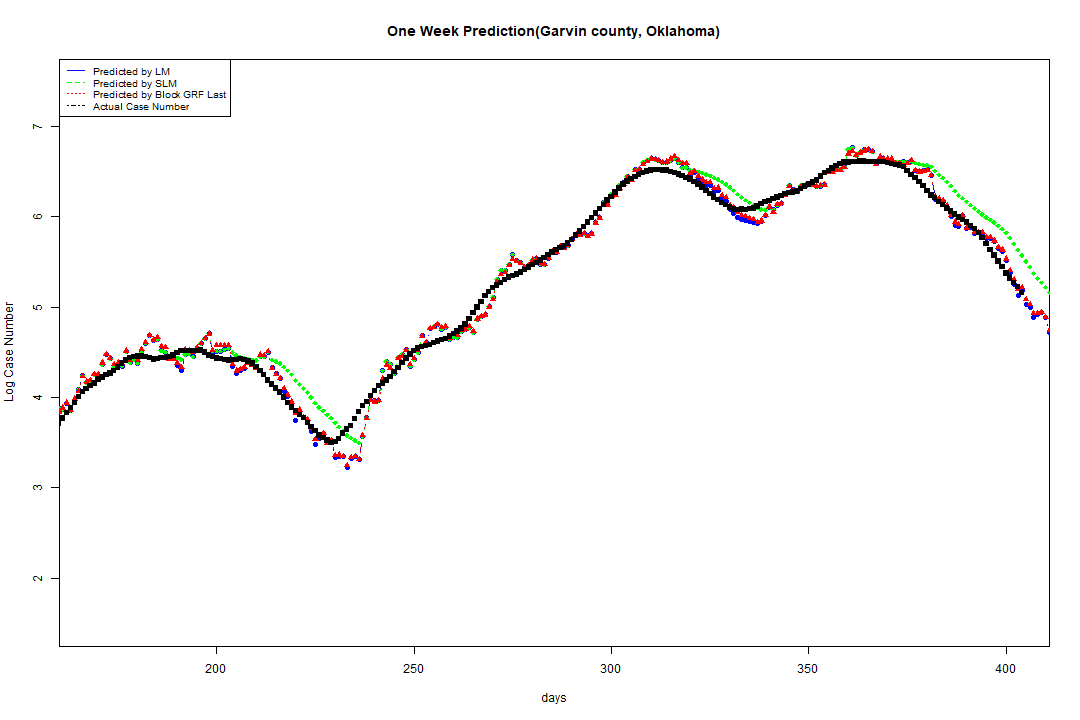 One Week Prediction(Garvin county, Oklahoma)
Predicted by LM
Predicted by SLM
Predicted by Block GRF Last
Actual Case Number
7
6
5
4
3
2
Log Case Number
200 250 300 350 400
days